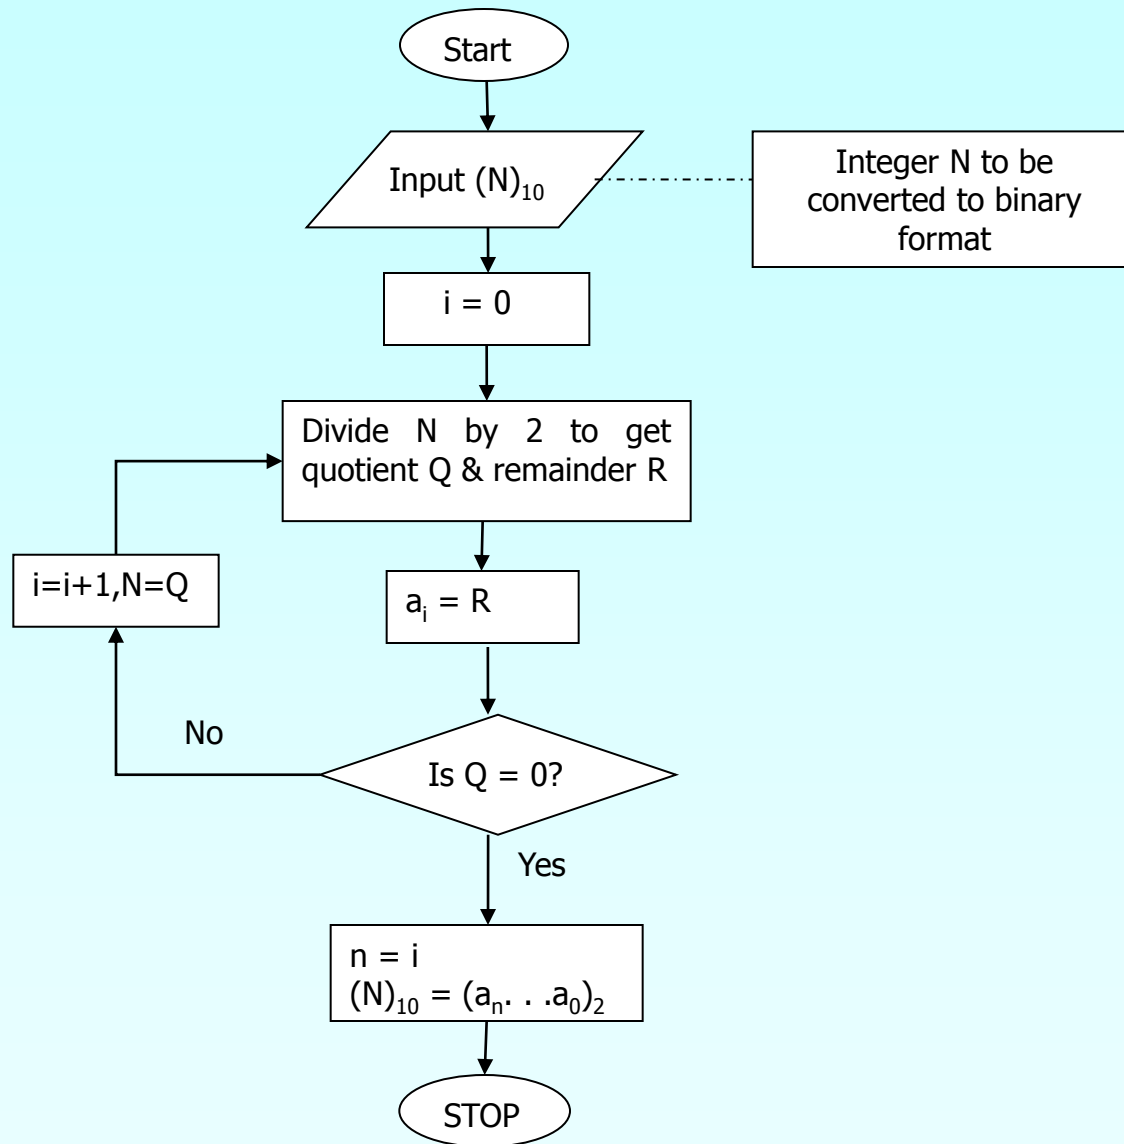 Start
Input (N)₁₀
Integer N to be
converted to binary
format
i = 0
Divide N by 2 to get
quotient Q & remainder R
i=i+1,N=Q
aᵢ = R
No
Is Q = 0?
Yes
n = i
(N)₁₀ = (aₙ. . .a₀)₂
STOP